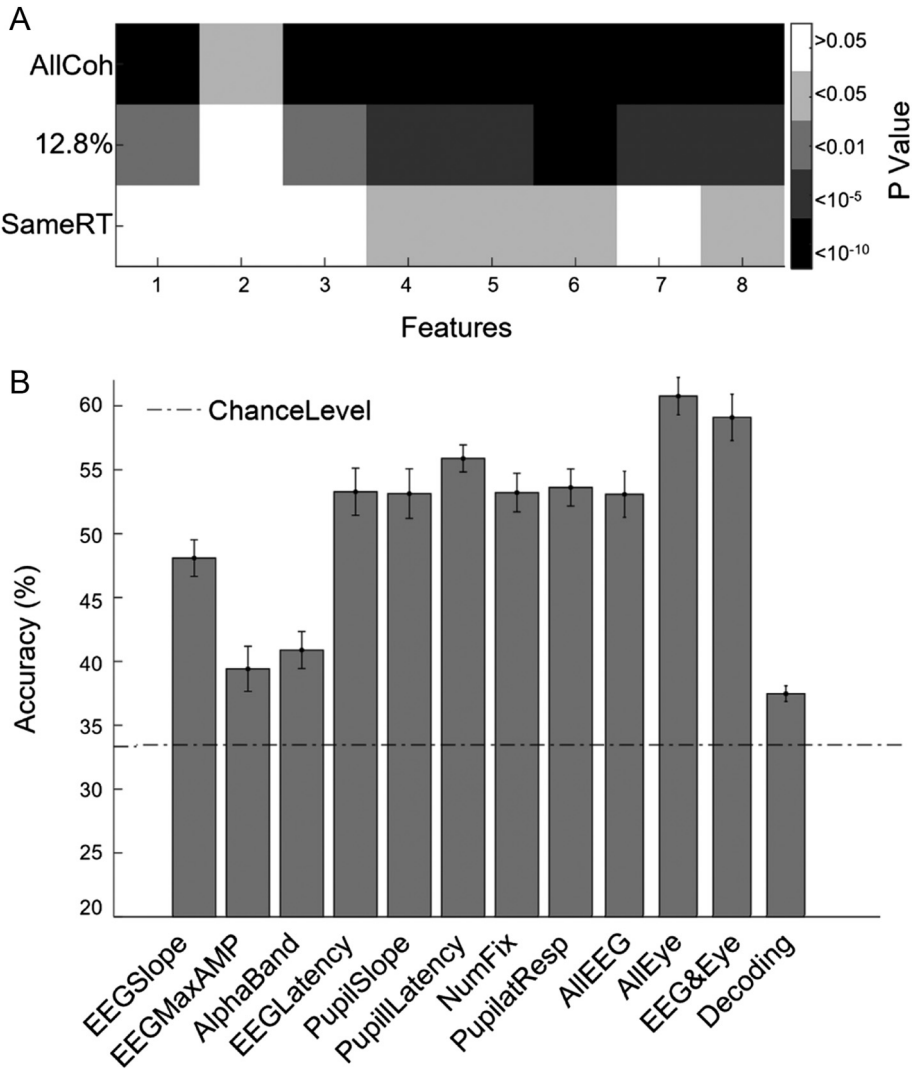 A
AllCoh
12.8%
SameRT
1 2 3 4 5 6 7 8
Features
>0.05
<0.05
<0.01
<10-5
<10-10
P Value
B
ChanceLevel
60
55
50
45
40
35
30
25
20
Accuracy (%)
EEGSlope
EEGMaxAMP
AlphaBand
EEGLatency
PupilSlope
PupillLatency
NumFix
PupilatResp
AllEEG
AllEye
EEG&Eye
Decoding